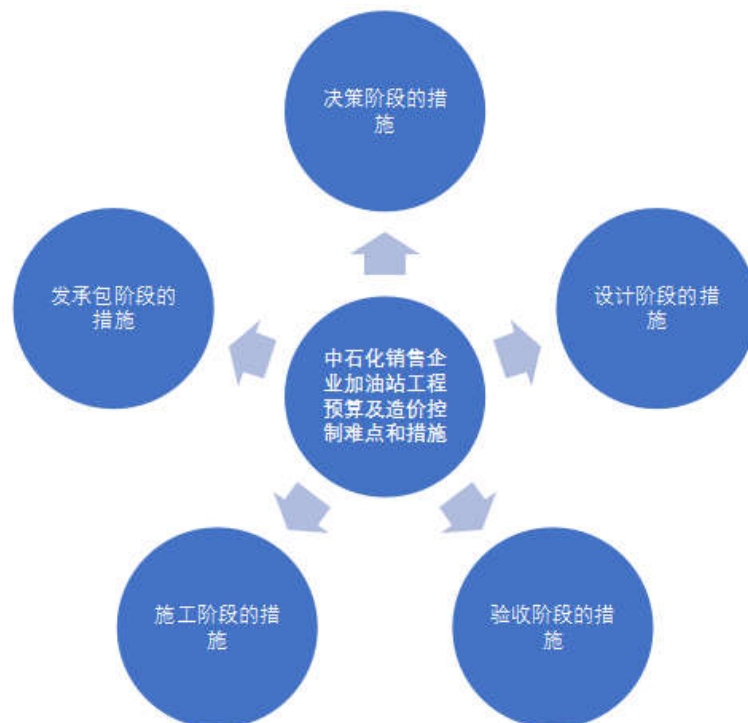 决策阶段的措
施
发承包阶段的
措施
设计阶段的措
施
中石化销售企
业加油站工程
预算及造价控
制难点和措施
施工阶段的措
施
验收阶段的措
施